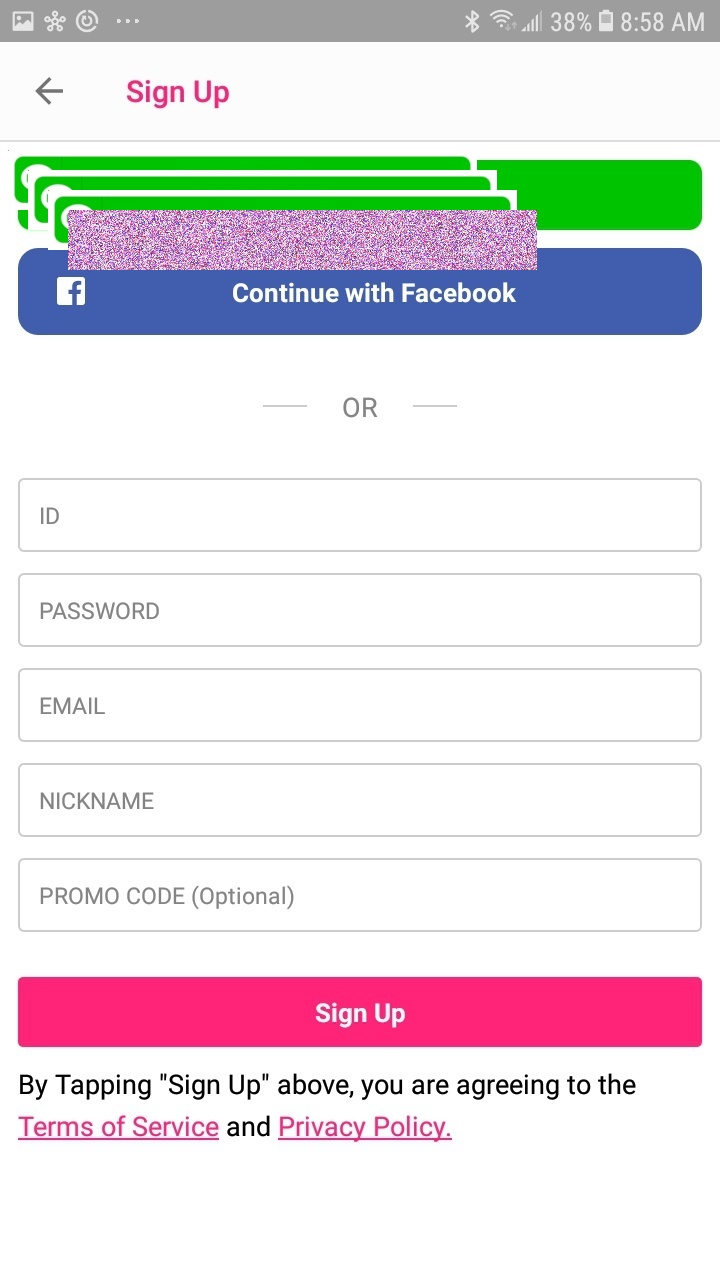 38% 8:58 AM
Sign Up
Continue with Facebook
OR
ID
PASSWORD
EMAIL
NICKNAME
PROMO CODE (Optional)
Sign Up
By Tapping "Sign Up" above, you are agreeing to the
Terms of Service and Privacy Policy.